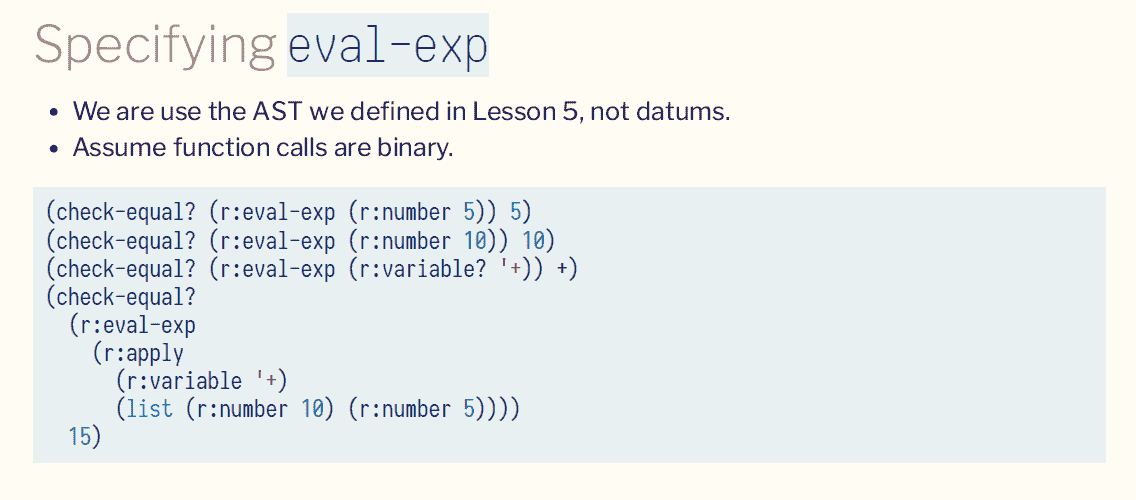 Specifying eval-exp
• We are use the AST we defined in Lesson 5, not datums.
• Assume function calls are binary.
(check-equal? (r:eval-exp (r:number 5)) 5)
(check-equal? (r:eval-exp (r:number 10)) 10)
(check-equal? (r:eval-exp (r:variable? '+)) +)
(check-equal?
  (r:eval-exp
    (r:apply
      (r:variable '+)
      (list (r:number 10) (r:number 5))))
  15)